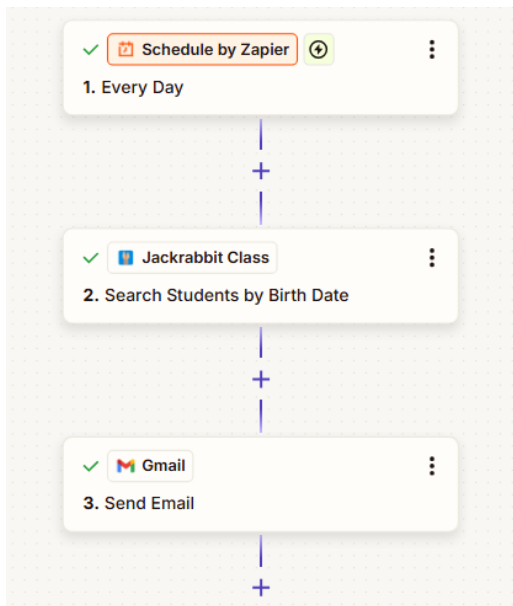 Schedule by Zapier
1. Every Day
Jackrabbit Class
2. Search Students by Birth Date
Gmail
3. Send Email